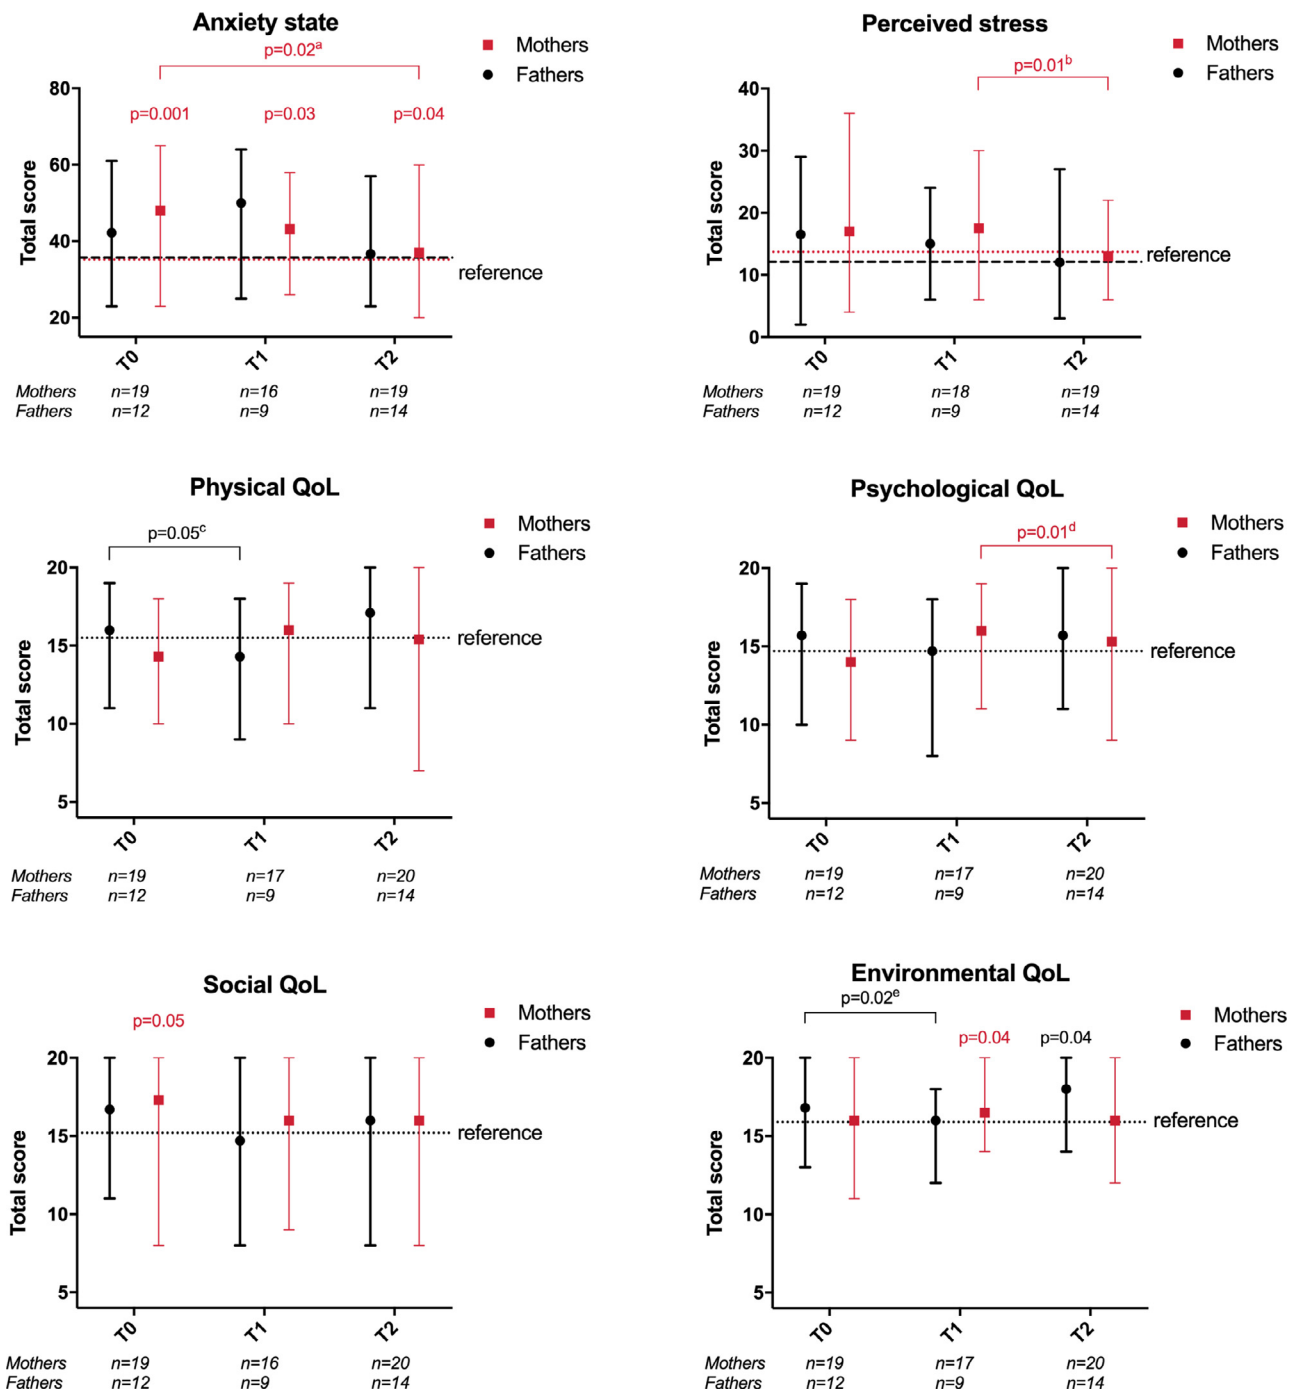 Anxiety state
Mothers
Fathers
p=0.02ᵃ
p=0.001 p=0.03 p=0.04
Total score
80
60
40
20
reference
T0 T1 T2
Mothers n=19 n=16 n=19
Fathers n=12 n=9 n=14
Perceived stress
Mothers
Fathers
p=0.01ᵇ
Total score
40
30
20
10
0
reference
T0 T1 T2
Mothers n=19 n=18 n=19
Fathers n=12 n=9 n=14
Physical QoL
Mothers
Fathers
p=0.05ᶜ
Total score
20
15
10
5
reference
T0 T1 T2
Mothers n=19 n=17 n=20
Fathers n=12 n=9 n=14
Psychological QoL
Mothers
Fathers
p=0.01ᵈ
Total score
20
15
10
5
reference
T0 T1 T2
Mothers n=19 n=17 n=20
Fathers n=12 n=9 n=14
Social QoL
Mothers
Fathers
p=0.05
Total score
20
15
10
5
reference
T0 T1 T2
Mothers n=19 n=16 n=20
Fathers n=12 n=9 n=14
Environmental QoL
Mothers
Fathers
p=0.02ᵉ
p=0.04 p=0.04
Total score
20
15
10
5
reference
T0 T1 T2
Mothers n=19 n=17 n=20
Fathers n=12 n=9 n=14